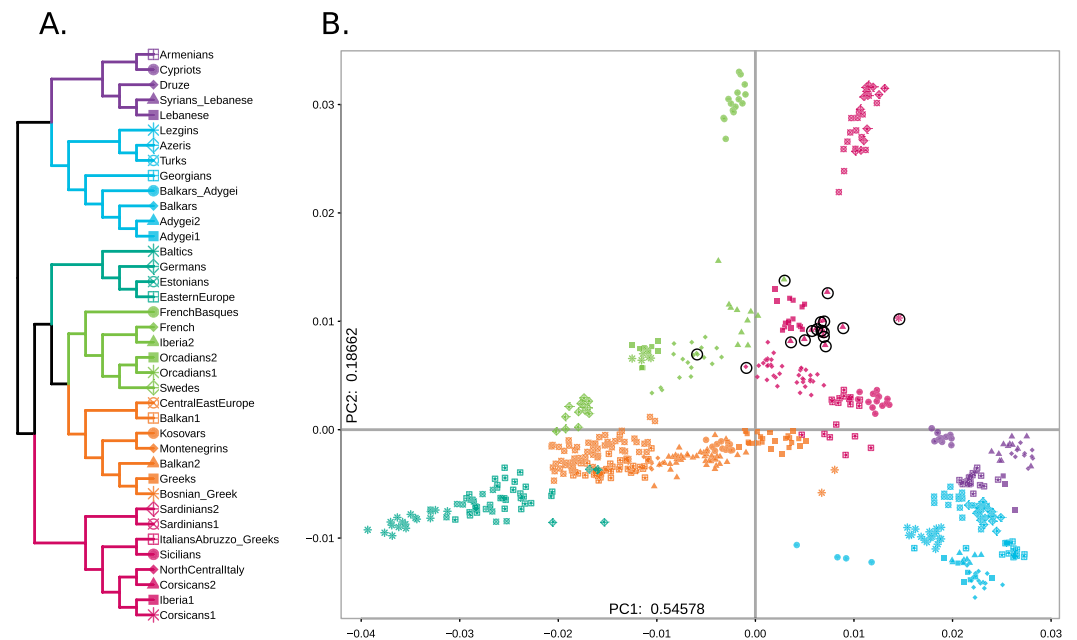 A.
B.
Armenians
Cypriots
Druze
Syrians_Lebanese
Lebanese
Lezgins
Azeris
Turks
Georgians
Balkars_Adygei
Balkars
Adygei2
Adygei1
Baltics
Germans
Estonians
EasternEurope
FrenchBasques
French
Iberia2
Orcadians2
Orcadians1
Swedes
CentralEastEurope
Balkan1
Kosovars
Montenegrins
Balkan2
Greeks
Bosnian_Greek
Sardinians2
Sardinians1
ItaliansAbruzzo_Greeks
Sicilians
NorthCentralItaly
Corsicans2
Iberia1
Corsicans1
0.03
0.02
0.01
0.00
−0.01
PC2: 0.18662
PC1: 0.54578
−0.04
−0.03
−0.02
−0.01
0.00
0.01
0.02
0.03